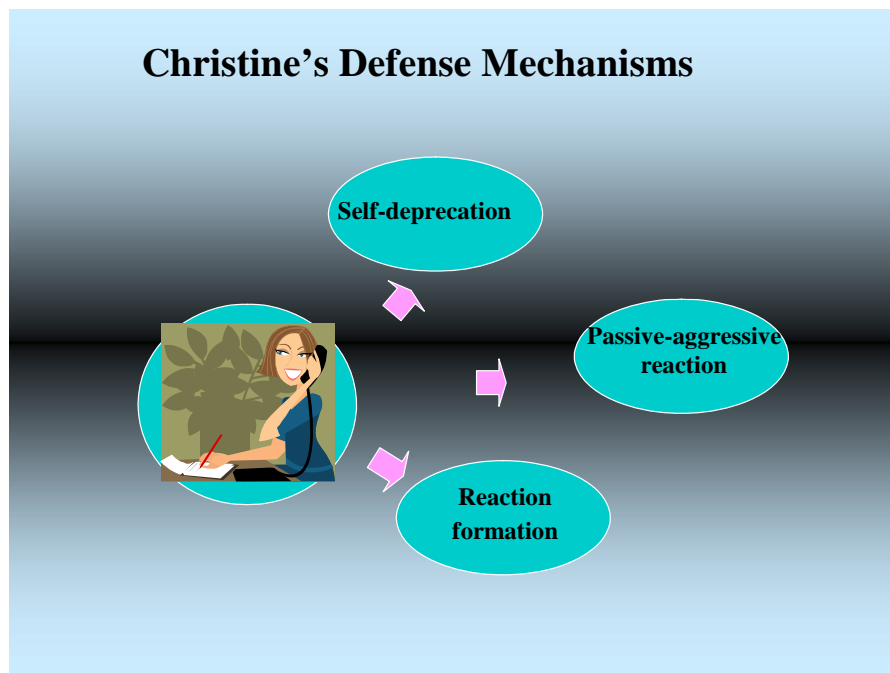 Christine’s Defense Mechanisms
Self-deprecation
Passive-aggressive
reaction
Reaction
formation